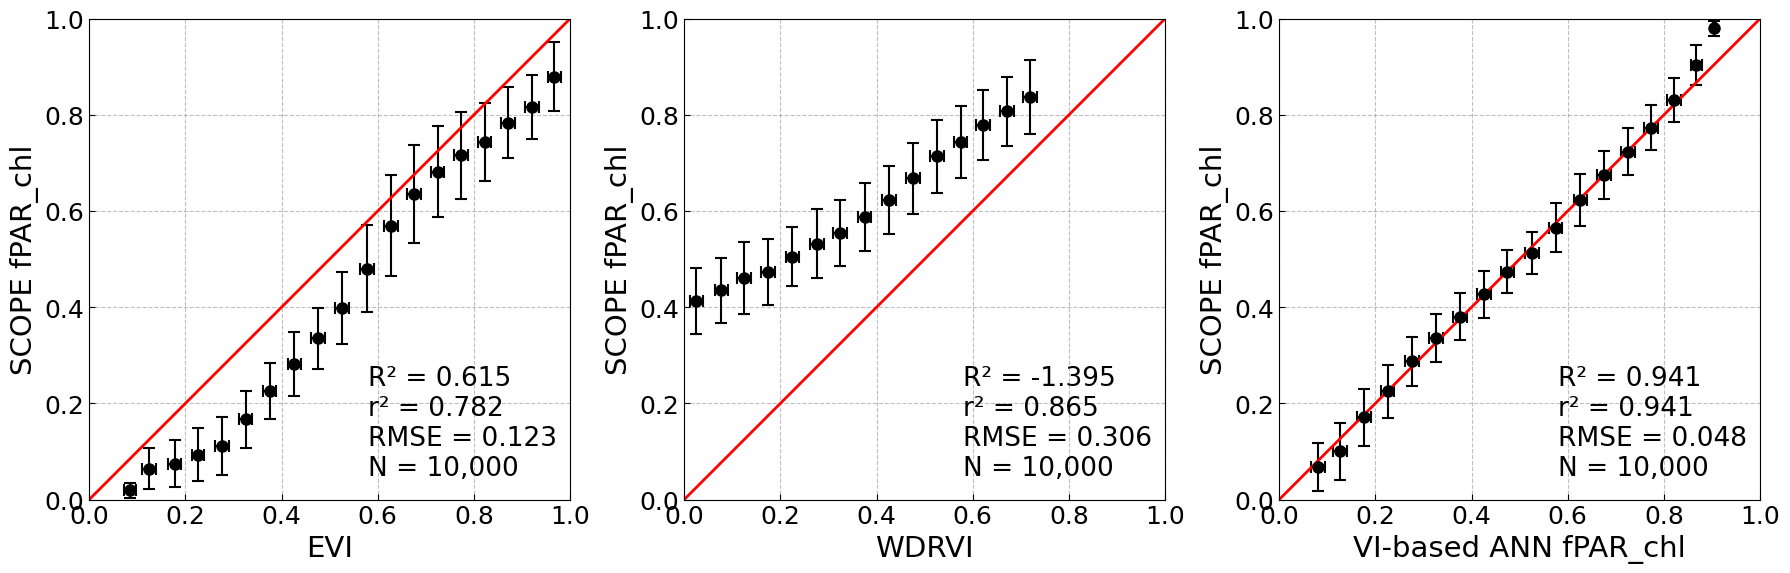 SCOPE fPAR_chl
1.0
0.8
0.6
0.4
0.2
0.0
R² = 0.615
r² = 0.782
RMSE = 0.123
N = 10,000
0.0 0.2 0.4 0.6 0.8 1.0
EVI
SCOPE fPAR_chl
1.0
0.8
0.6
0.4
0.2
0.0
R² = -1.395
r² = 0.865
RMSE = 0.306
N = 10,000
0.0 0.2 0.4 0.6 0.8 1.0
WDRVI
SCOPE fPAR_chl
1.0
0.8
0.6
0.4
0.2
0.0
R² = 0.941
r² = 0.941
RMSE = 0.048
N = 10,000
0.0 0.2 0.4 0.6 0.8 1.0
VI-based ANN fPAR_chl